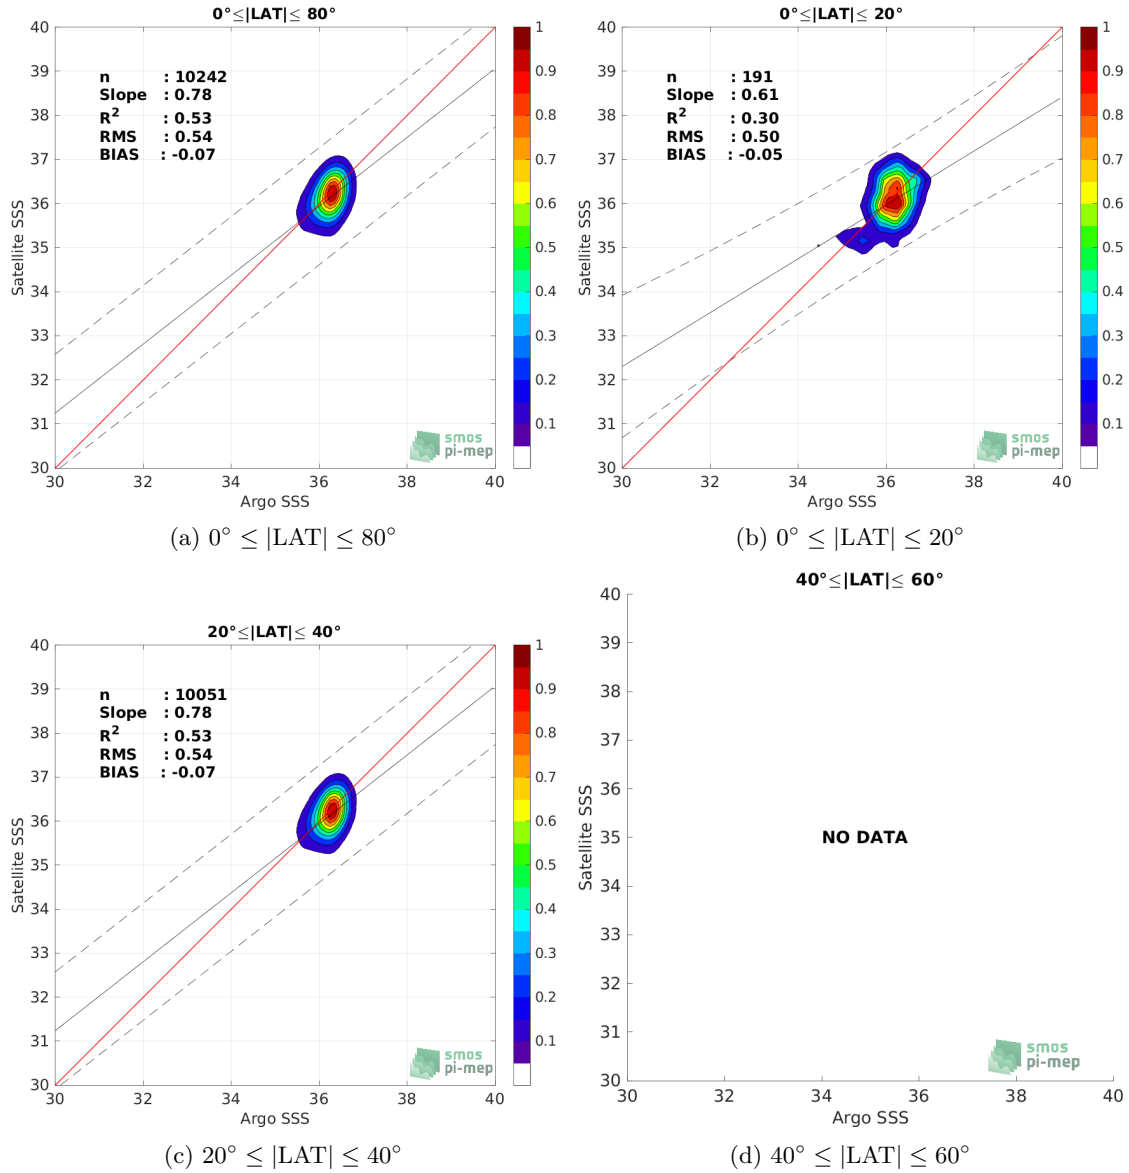 0°≤|LAT|≤ 80°
40
39
38
37
36
35
34
33
32
31
30
Satellite SSS
n : 10242
Slope : 0.78
R² : 0.53
RMS : 0.54
BIAS : -0.07
smos
pi-mep
30 32 34 36 38 40
Argo SSS
1
0.9
0.8
0.7
0.6
0.5
0.4
0.3
0.2
0.1
(a) 0° ≤ |LAT| ≤ 80°
0°≤|LAT|≤ 20°
40
39
38
37
36
35
34
33
32
31
30
Satellite SSS
n : 191
Slope : 0.61
R² : 0.30
RMS : 0.50
BIAS : -0.05
smos
pi-mep
30 32 34 36 38 40
Argo SSS
1
0.9
0.8
0.7
0.6
0.5
0.4
0.3
0.2
0.1
(b) 0° ≤ |LAT| ≤ 20°
20°≤|LAT|≤ 40°
40
39
38
37
36
35
34
33
32
31
30
Satellite SSS
n : 10051
Slope : 0.78
R² : 0.53
RMS : 0.54
BIAS : -0.07
smos
pi-mep
30 32 34 36 38 40
Argo SSS
1
0.9
0.8
0.7
0.6
0.5
0.4
0.3
0.2
0.1
(c) 20° ≤ |LAT| ≤ 40°
40°≤|LAT|≤ 60°
40
39
38
37
36
35
34
33
32
31
30
Satellite SSS
NO DATA
smos
pi-mep
30 32 34 36 38 40
Argo SSS
(d) 40° ≤ |LAT| ≤ 60°